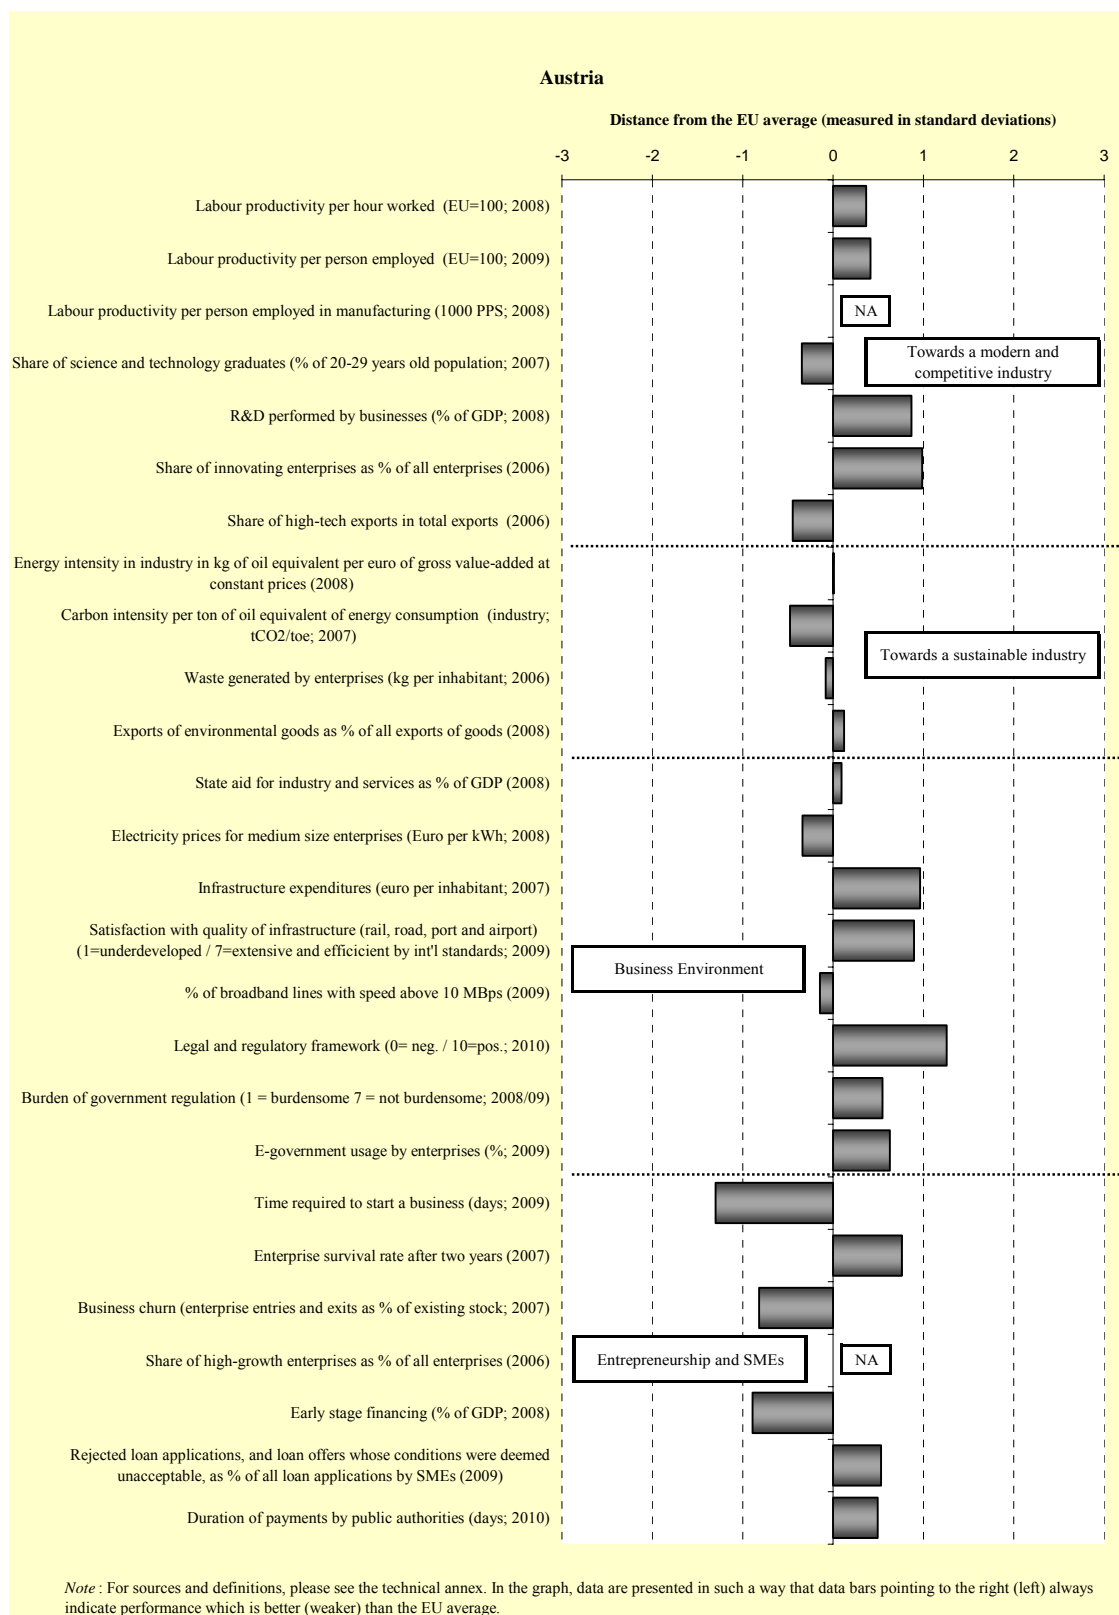 Austria
Distance from the EU average (measured in standard deviations)
-3 -2 -1 0 1 2 3
Labour productivity per hour worked (EU=100; 2008)
Labour productivity per person employed (EU=100; 2009)
Labour productivity per person employed in manufacturing (1000 PPS; 2008)
NA
Share of science and technology graduates (% of 20-29 years old population; 2007)
Towards a modern and
competitive industry
R&D performed by businesses (% of GDP; 2008)
Share of innovating enterprises as % of all enterprises (2006)
Share of high-tech exports in total exports (2006)
Energy intensity in industry in kg of oil equivalent per euro of gross value-added at
constant prices (2008)
Carbon intensity per ton of oil equivalent of energy consumption (industry;
tCO2/toe; 2007)
Towards a sustainable industry
Waste generated by enterprises (kg per inhabitant; 2006)
Exports of environmental goods as % of all exports of goods (2008)
State aid for industry and services as % of GDP (2008)
Electricity prices for medium size enterprises (Euro per kWh; 2008)
Infrastructure expenditures (euro per inhabitant; 2007)
Satisfaction with quality of infrastructure (rail, road, port and airport)
(1=underdeveloped / 7=extensive and efficicient by int'l standards; 2009)
Business Environment
% of broadband lines with speed above 10 MBps (2009)
Legal and regulatory framework (0= neg. / 10=pos.; 2010)
Burden of government regulation (1 = burdensome 7 = not burdensome; 2008/09)
E-government usage by enterprises (%; 2009)
Time required to start a business (days; 2009)
Enterprise survival rate after two years (2007)
Business churn (enterprise entries and exits as % of existing stock; 2007)
Share of high-growth enterprises as % of all enterprises (2006)
Entrepreneurship and SMEs
NA
Early stage financing (% of GDP; 2008)
Rejected loan applications, and loan offers whose conditions were deemed
unacceptable, as % of all loan applications by SMEs (2009)
Duration of payments by public authorities (days; 2010)
Note : For sources and definitions, please see the technical annex. In the graph, data are presented in such a way that data bars pointing to the right (left) always
indicate performance which is better (weaker) than the EU average.